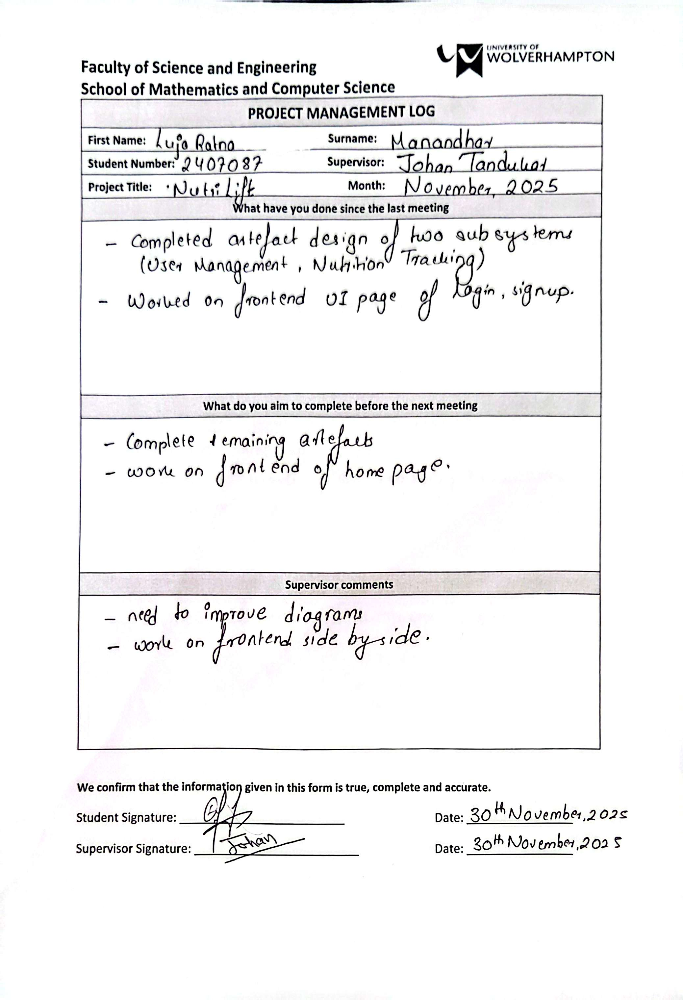 UNIVERSITY OF
WOLVERHAMPTON
Faculty of Science and Engineering
School of Mathematics and Computer Science
PROJECT MANAGEMENT LOG
First Name: Luja Ratna Surname: Manandhar
Student Number: 2407087 Supervisor: Johan Tandukar
Project Title: NutriLift Month: November, 2025
What have you done since the last meeting
- Completed artefact design of two subsystems
(User Management, Nutrition Tracking)
- Worked on frontend UI page of Login, signup.
What do you aim to complete before the next meeting
- Complete remaining artefacts
- work on frontend of home page.
Supervisor comments
- need to improve diagrams
- work on frontend side by side.
We confirm that the information given in this form is true, complete and accurate.
Student Signature: Date: 30th November, 2025
Supervisor Signature: Johan Date: 30th November, 2025